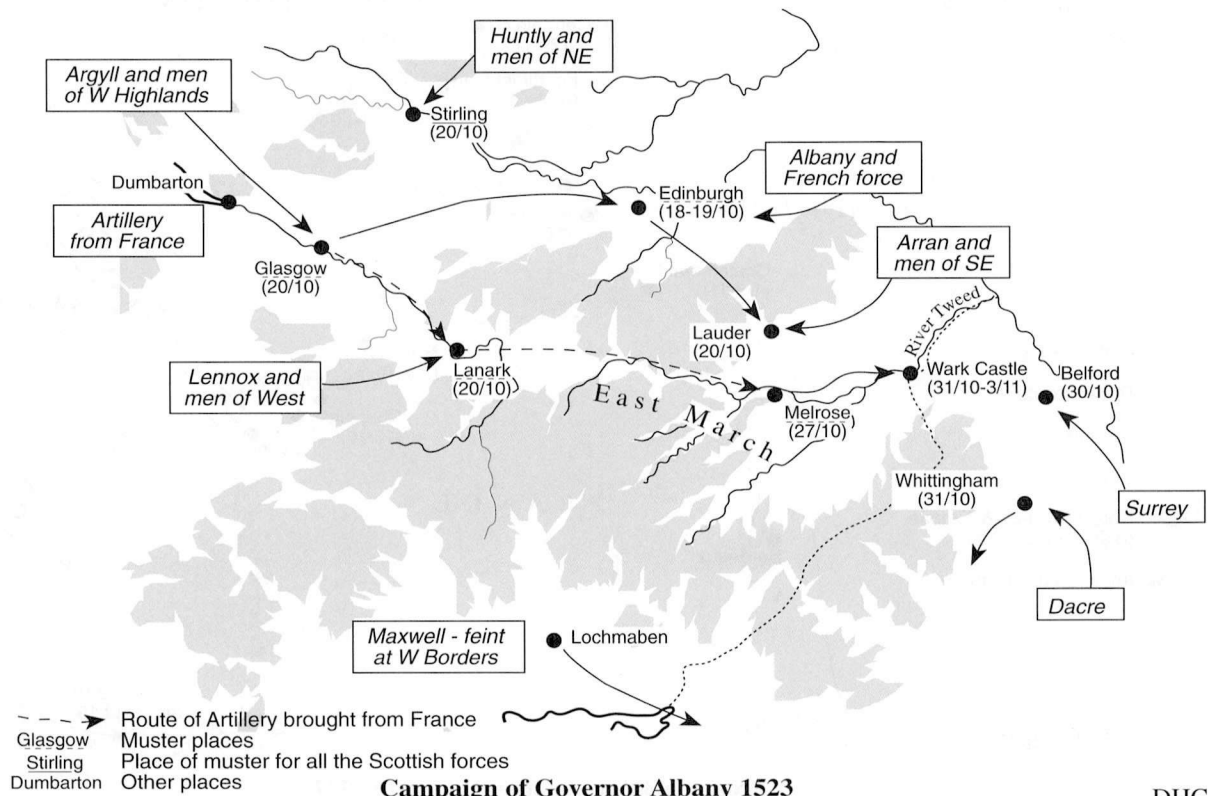 Huntly and
men of NE
Argyll and men
of W Highlands
Stirling
(20/10)
Albany and
French force
Dumbarton
Edinburgh
(18-19/10)
Artillery
from France
Arran and
men of SE
Glasgow
(20/10)
River Tweed
Lauder
(20/10)
Lennox and
men of West
Lanark
(20/10)
Wark Castle
(31/10-3/11)
Belford
(30/10)
East March
Melrose
(27/10)
Whittingham
(31/10)
Surrey
Dacre
Maxwell - feint
at W Borders
Lochmaben
Route of Artillery brought from France
Glasgow Muster places
Stirling Place of muster for all the Scottish forces
Dumbarton Other places
Campaign of Governor Albany 1523